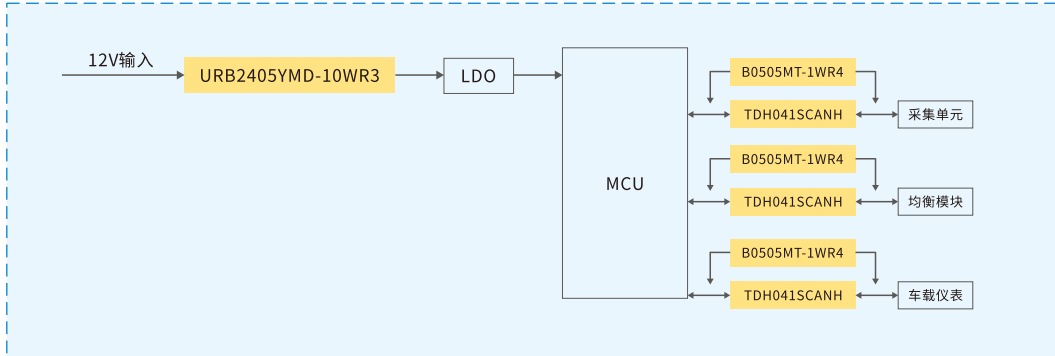 12V输入
URB2405YMD-10WR3
LDO
MCU
B0505MT-1WR4
TDH041SCANH
采集单元
B0505MT-1WR4
TDH041SCANH
均衡模块
B0505MT-1WR4
TDH041SCANH
车载仪表